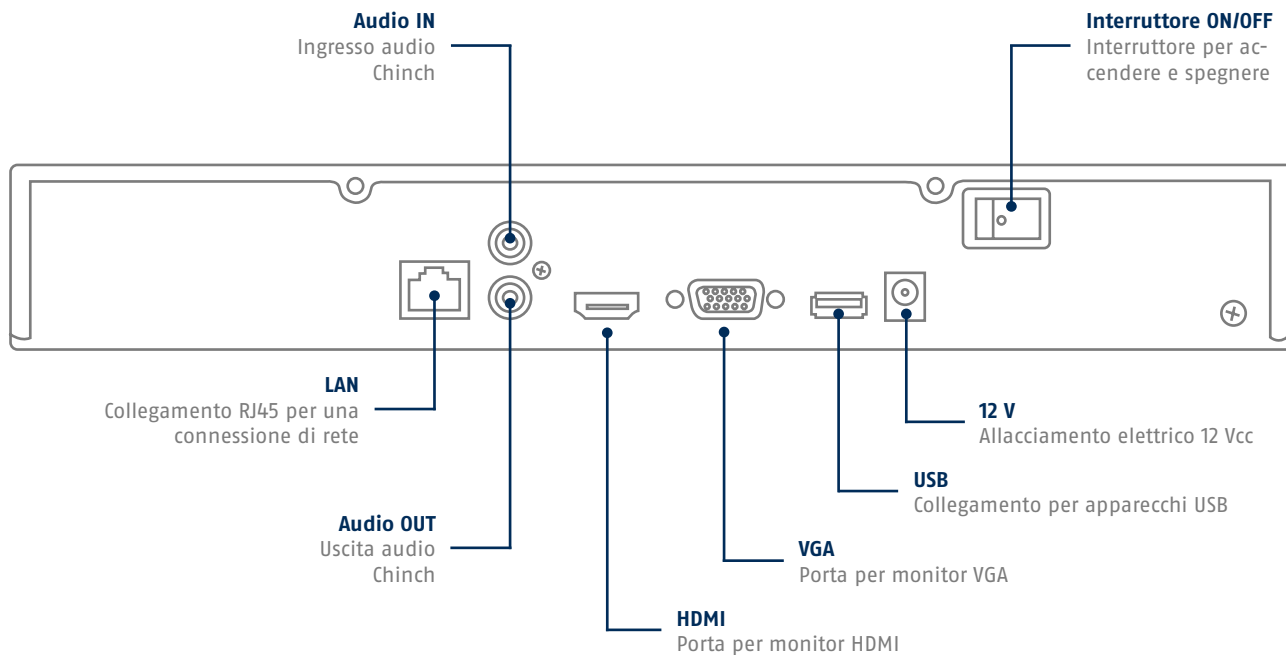 Audio IN
Ingresso audio
Chinch
Interruttore ON/OFF
Interruttore per ac-
cendere e spegnere
LAN
Collegamento RJ45 per una
connessione di rete
12 V
Allacciamento elettrico 12 Vcc
USB
Collegamento per apparecchi USB
Audio OUT
Uscita audio
Chinch
VGA
Porta per monitor VGA
HDMI
Porta per monitor HDMI